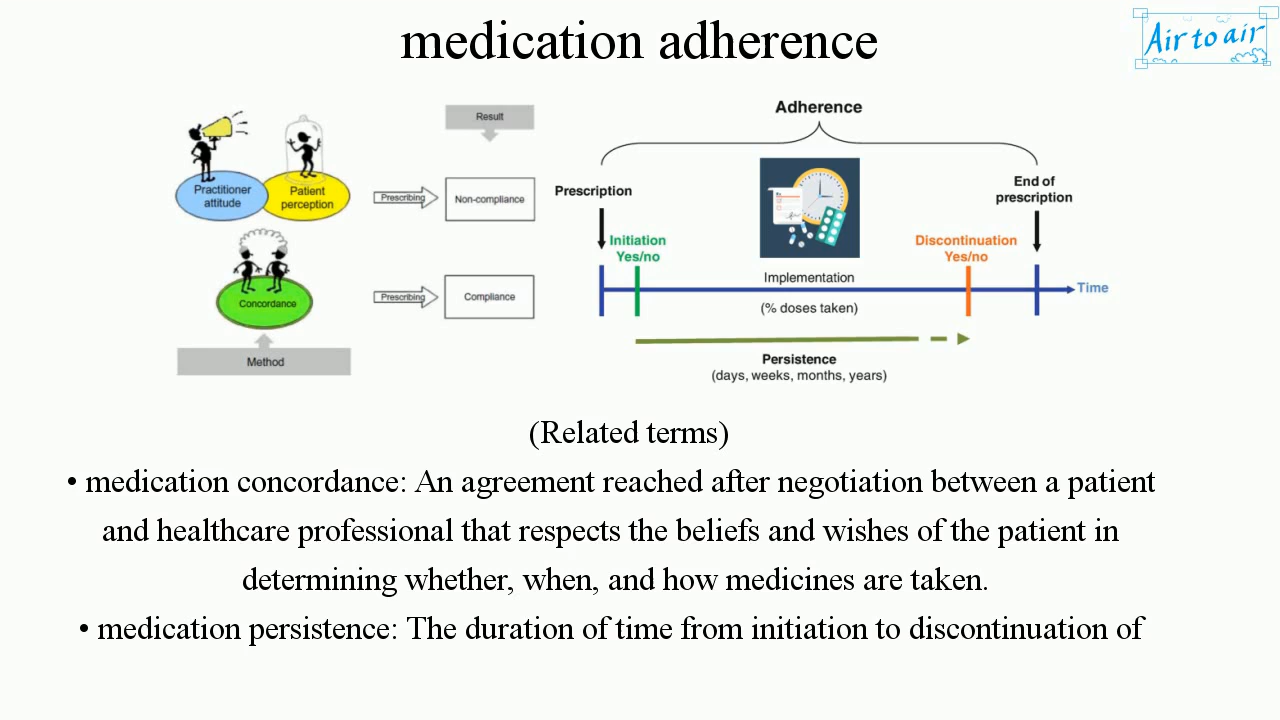 medication adherence
Air to air
Result
Practitioner
attitude
Patient
perception
Prescribing
Non-compliance
Concordance
Prescribing
Compliance
Method
Adherence
Prescription
End of
prescription
Initiation
Yes/no
Discontinuation
Yes/no
Implementation
Time
(% doses taken)
Persistence
(days, weeks, months, years)
(Related terms)
• medication concordance: An agreement reached after negotiation between a patient
and healthcare professional that respects the beliefs and wishes of the patient in
determining whether, when, and how medicines are taken.
• medication persistence: The duration of time from initiation to discontinuation of